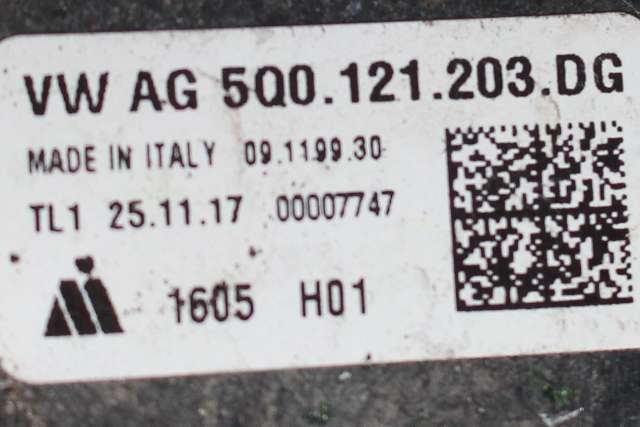 VW AG 5Q0.121.203.DG
MADE IN ITALY 09.1199.30
TL1 25.11.17 00007747
1605 H01